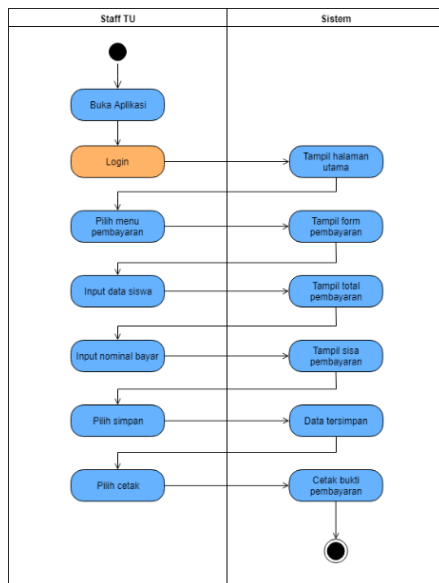 Staff TU
Sistem
Buka Aplikasi
Login
Tampil halaman
utama
Pilih menu
pembayaran
Tampil form
pembayaran
Input data siswa
Tampil total
pembayaran
Input nominal bayar
Tampil sisa
pembayaran
Pilih simpan
Data tersimpan
Pilih cetak
Cetak bukti
pembayaran